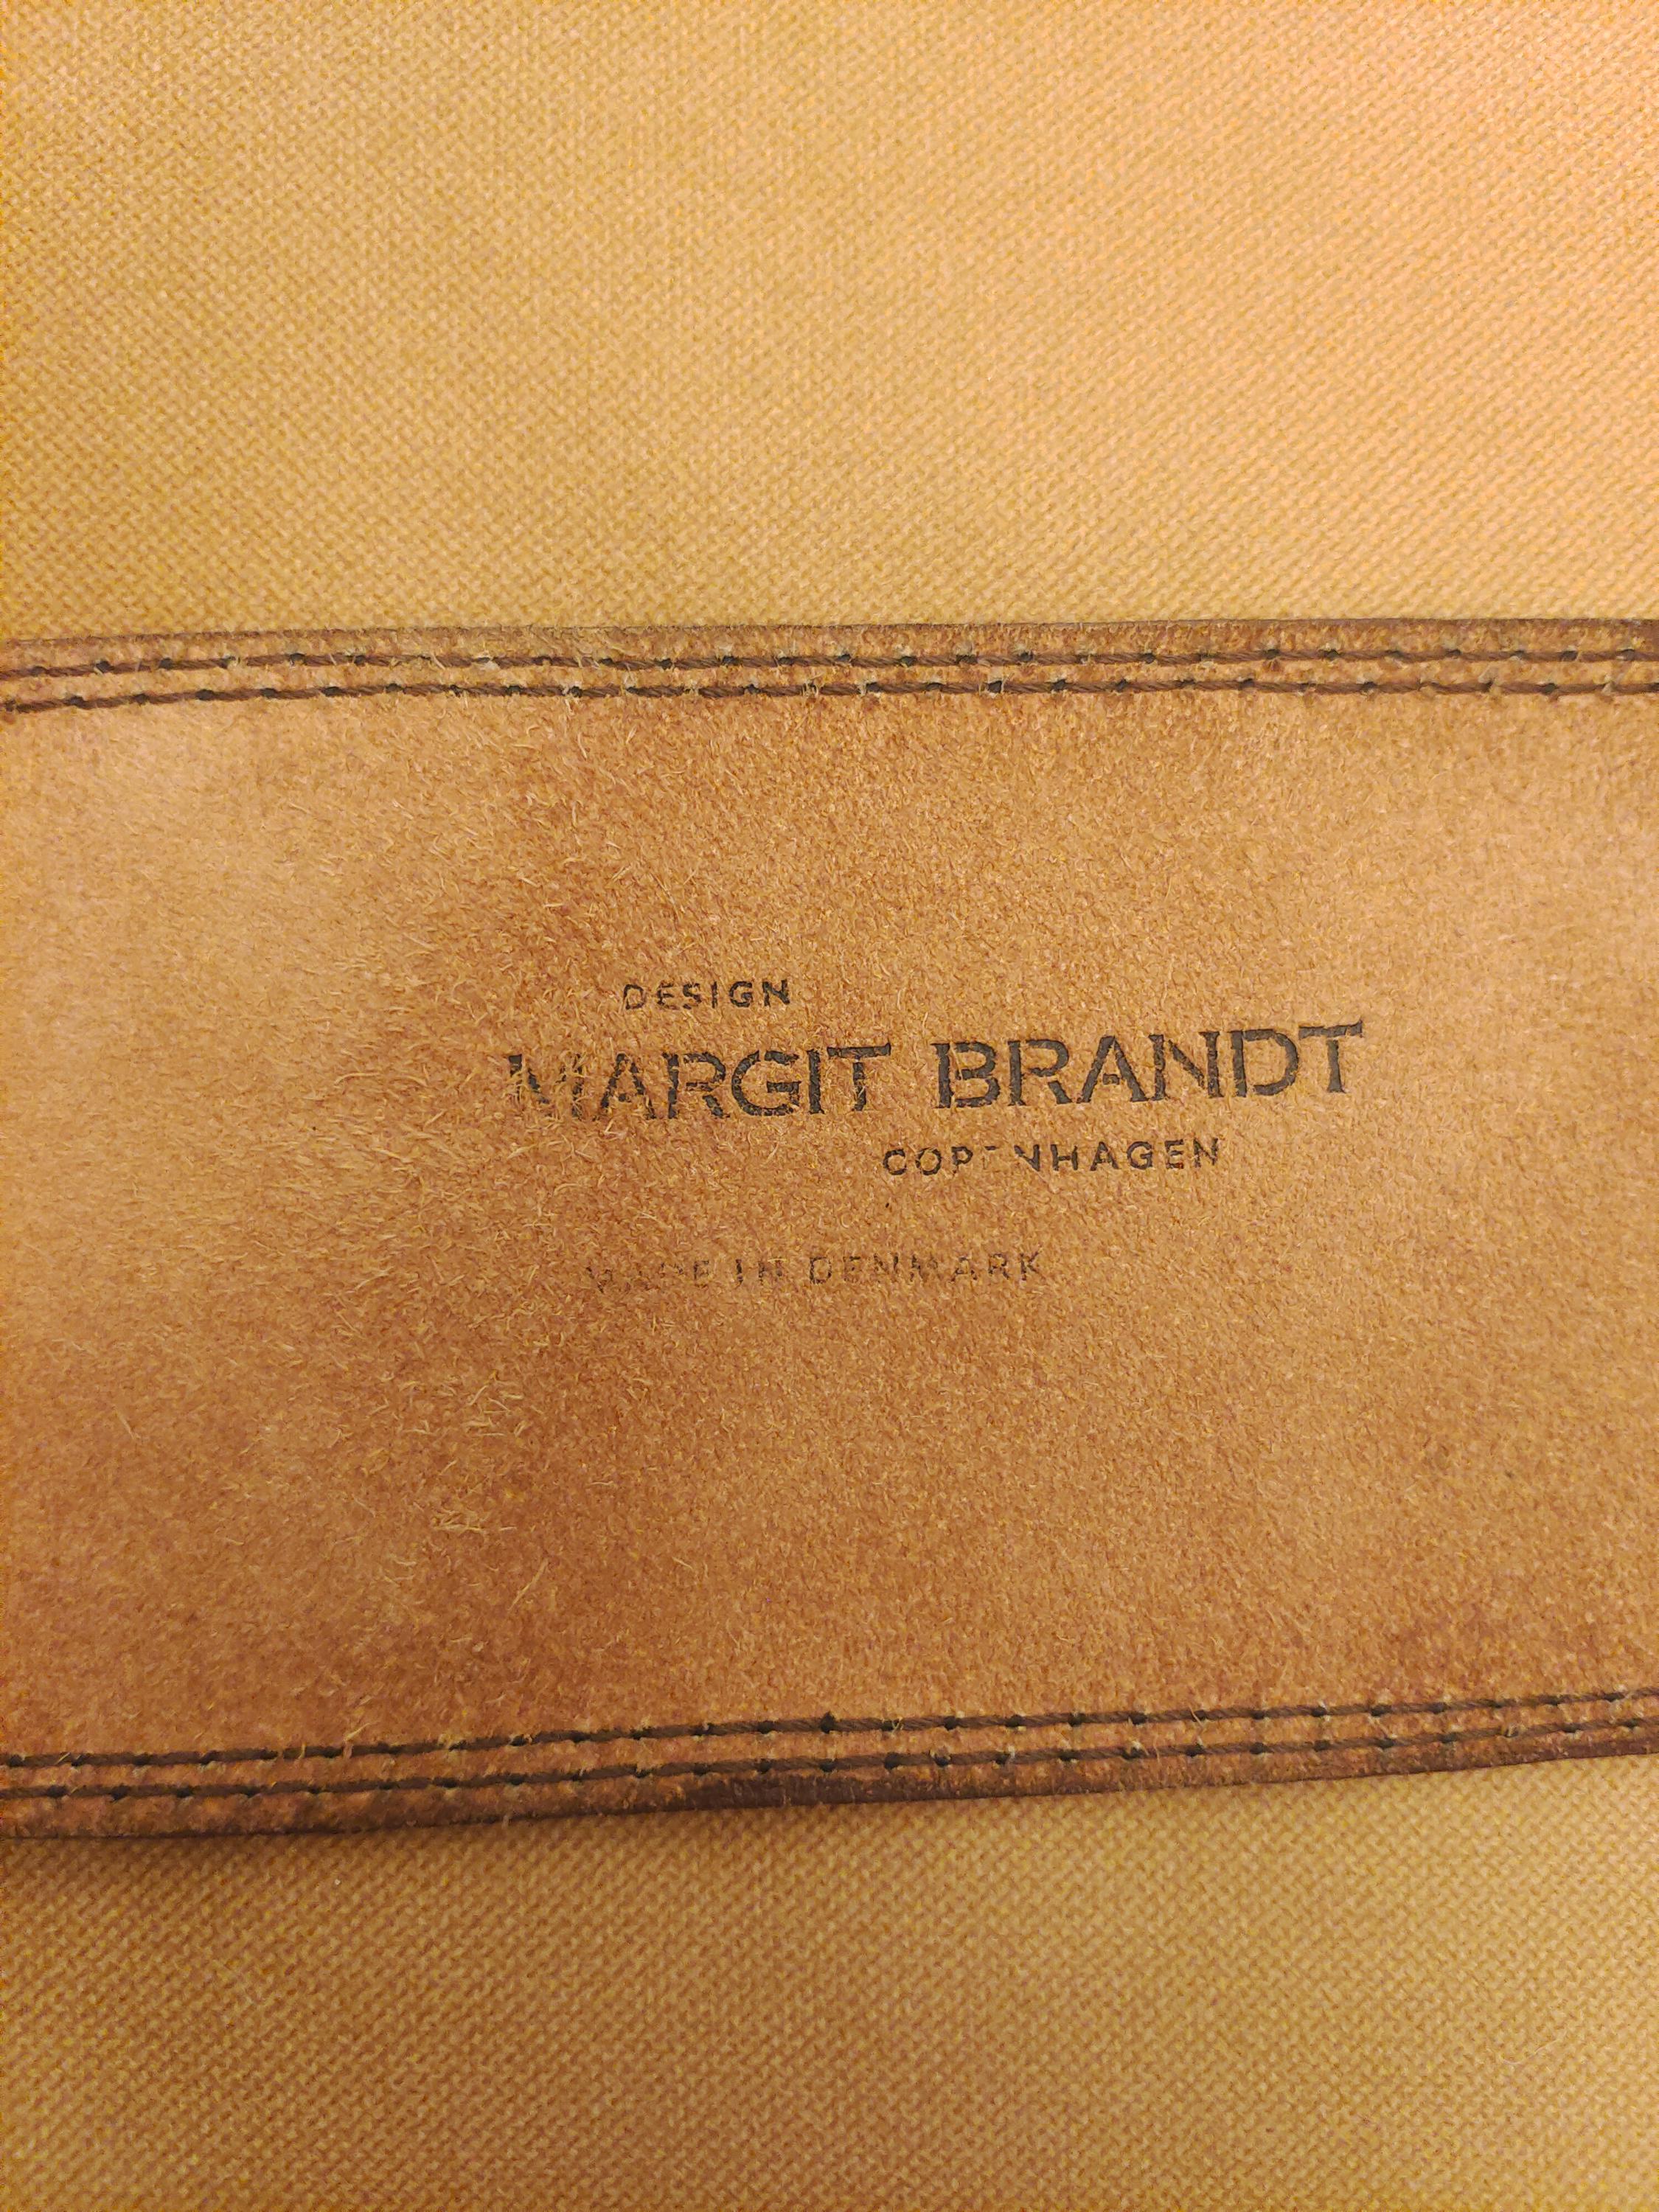 DESIGN
MARGIT BRANDT
COPENHAGEN
MADE IN DENMARK